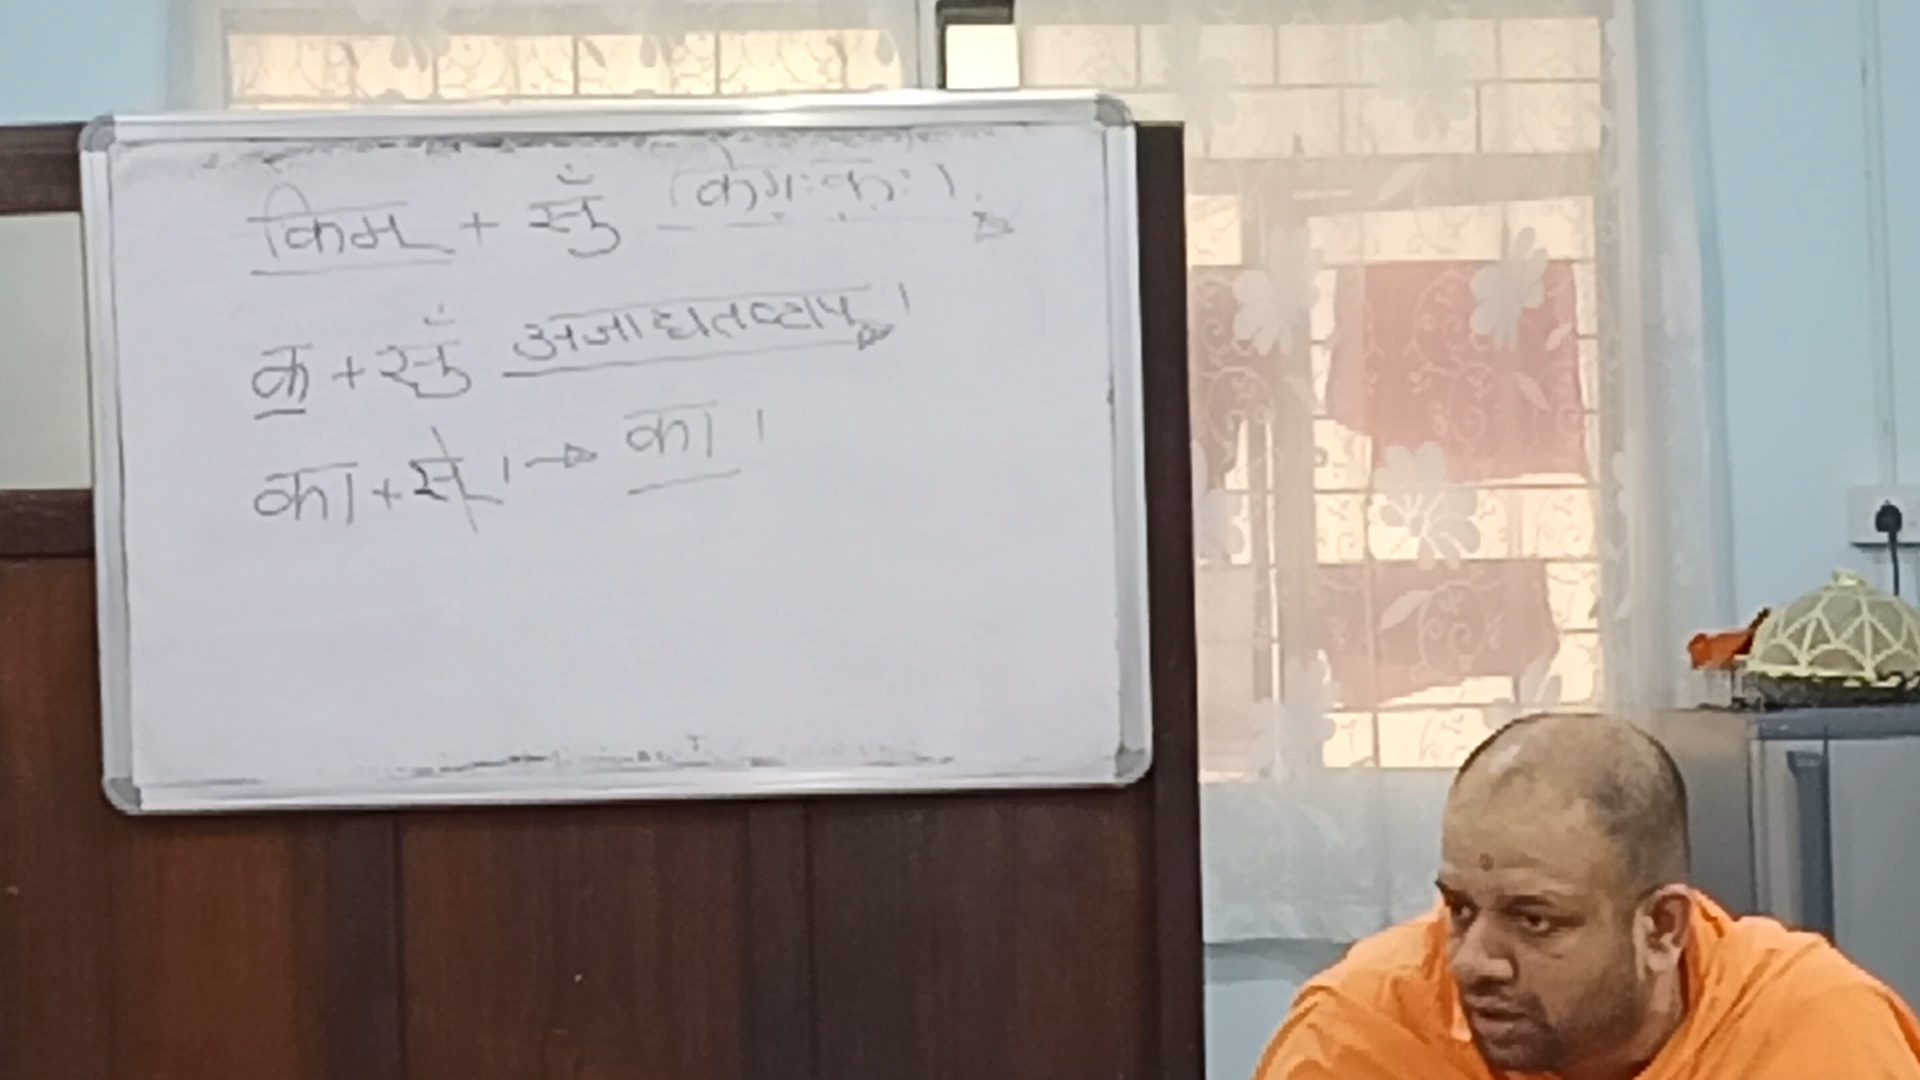 किम् + सुँ किमः कः ।
क + सुँ अजाद्यतष्टाप् ।
का + स् । → का ।